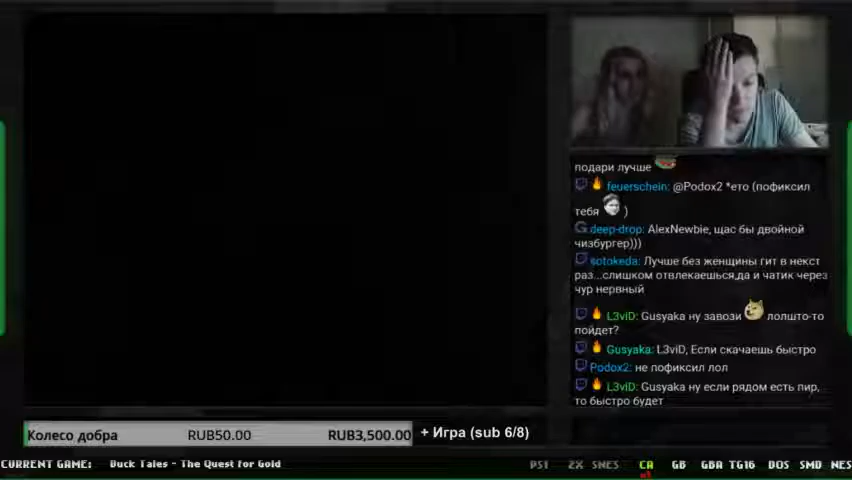 подари лучше
feuerschein: @Podox2 *ето (пофиксил
тебя )
deep-drop: AlexNewbie, щас бы двойной
чизбургер)))
sotokeda: Лучше без женщины гит в некст
раз...слишком отвлекаешься,да и чатик через
чур нервный
L3viD: Gusyaka ну завози лолшто-то
пойдет?
Gusyaka: L3viD, Если скачаешь быстро
Podox2: не пофиксил лол
L3viD: Gusyaka ну если рядом есть пир,
то быстро будет
Колесо добра RUB50.00 RUB3,500.00 + Игра (sub 6/8)
CURRENT GAME: Duck Tales - The Quest for Gold PS1 ZX SNES CA GB GBA TG16 DOS SMD NES